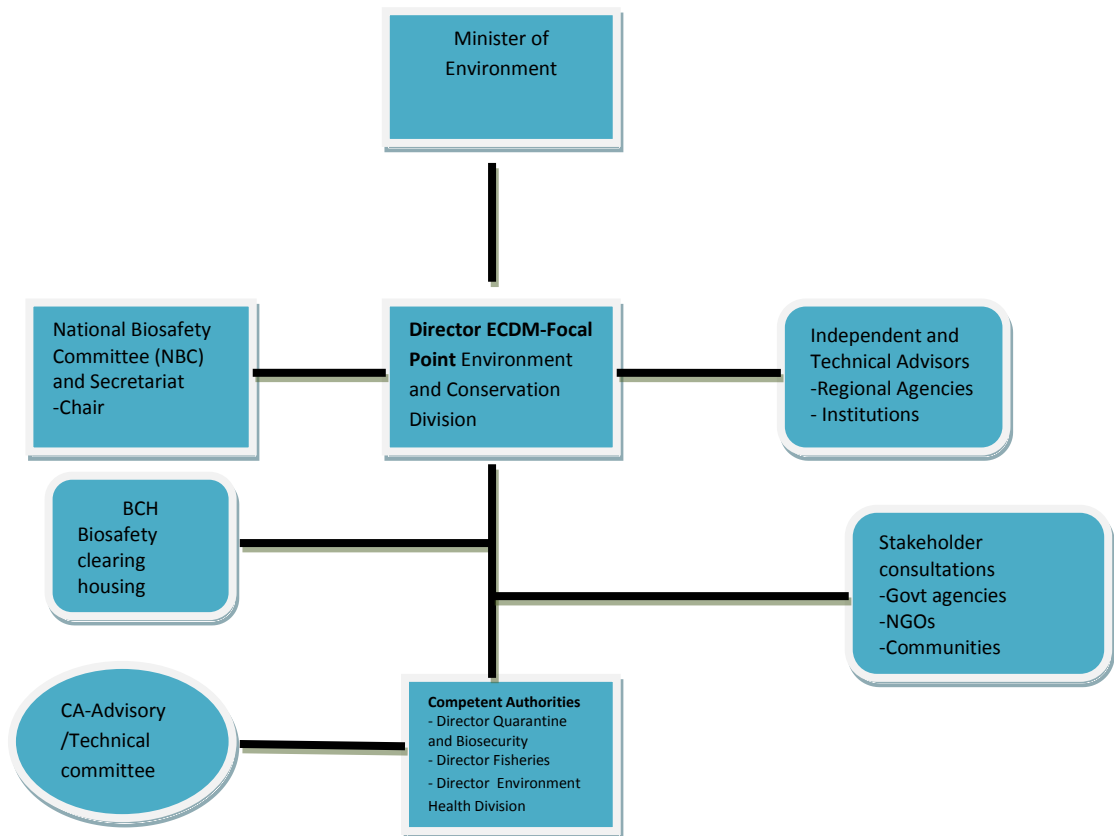 Minister of
Environment
National Biosafety
Committee (NBC)
and Secretariat
-Chair
Director ECDM-Focal
Point Environment
and Conservation
Division
Independent and
Technical Advisors
-Regional Agencies
- Institutions
BCH
Biosafety
clearing
housing
Stakeholder
consultations
-Govt agencies
-NGOs
-Communities
CA-Advisory
/Technical
committee
Competent Authorities
- Director Quarantine
and Biosecurity
- Director Fisheries
- Director Environment
Health Division